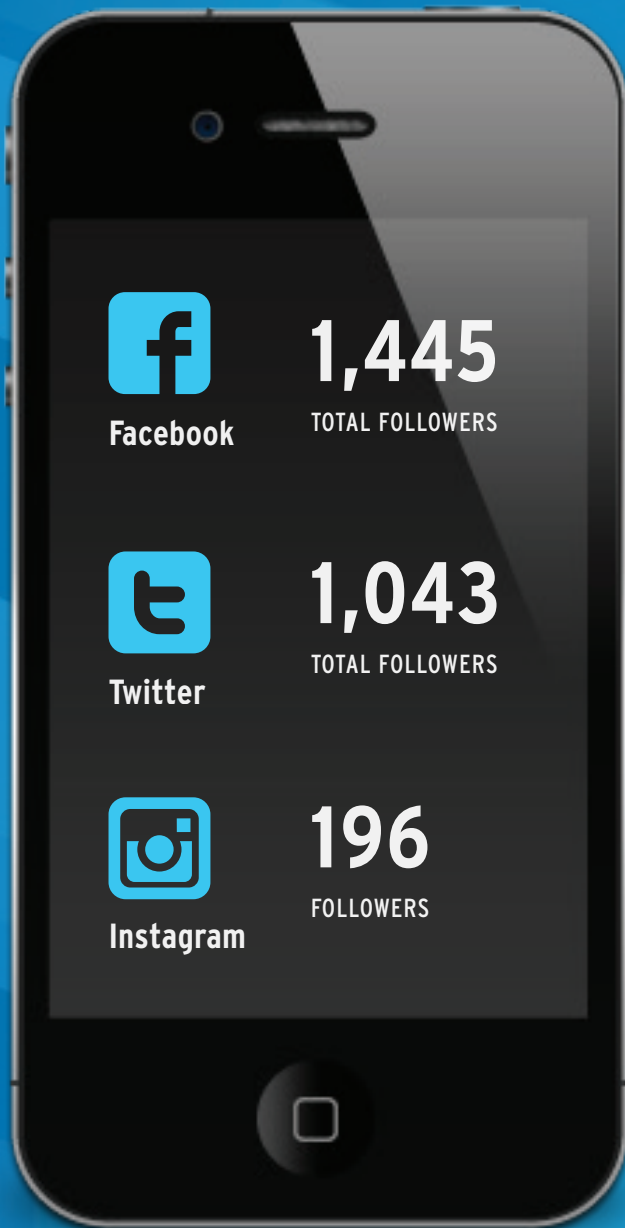 1,445
TOTAL FOLLOWERS
Facebook
1,043
TOTAL FOLLOWERS
Twitter
196
FOLLOWERS
Instagram